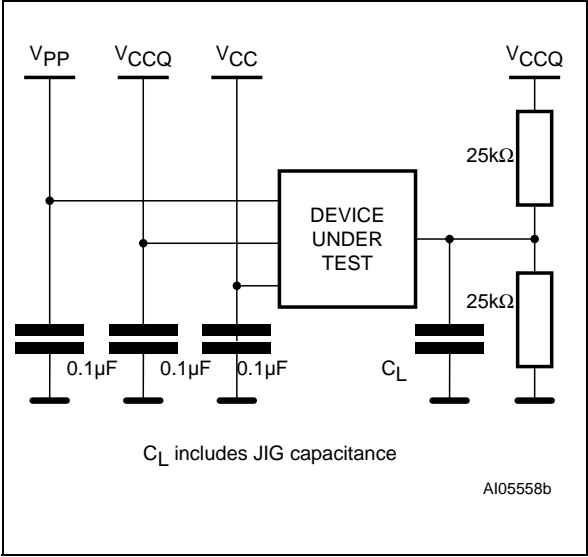 VPP
VCCQ
VCC
VCCQ
25kΩ
DEVICE
UNDER
TEST
25kΩ
0.1µF
0.1µF
0.1µF
CL
CL includes JIG capacitance
AI05558b